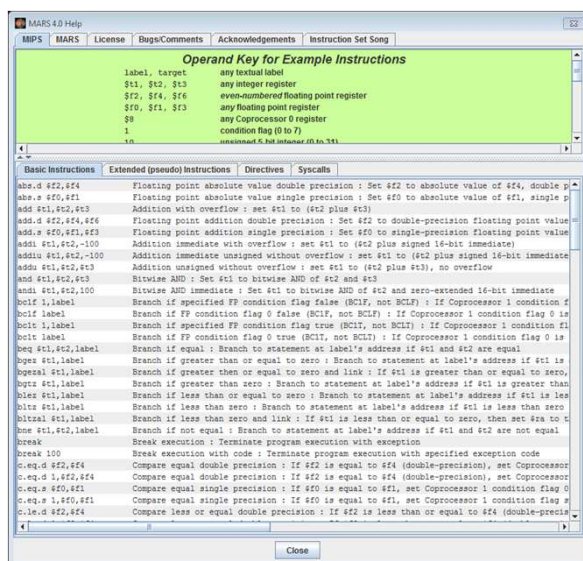 MARS 4.0 Help
MIPS MARS License Bugs/Comments Acknowledgements Instruction Set Song
Operand Key for Example Instructions
label, target any textual label
$t1, $t2, $t3 any integer register
$f2, $f4, $f6 even-numbered floating point register
$f0, $f1, $f3 any floating point register
$8 any Coprocessor 0 register
1 condition flag (0 to 7)
10 unsigned 5-bit integer (0 to 31)
Basic Instructions Extended (pseudo) Instructions Directives Syscalls
abs.d $f2,$f4 Floating point absolute value double precision : Set $f2 to absolute value of $f4, double p
abs.s $f0,$f1 Floating point absolute value single precision : Set $f0 to absolute value of $f1, single p
add $t1,$t2,$t3 Addition with overflow : set $t1 to ($t2 plus $t3)
add.d $f2,$f4,$f6 Floating point addition double precision : Set $f2 to double-precision floating point value
add.s $f0,$f1,$f3 Floating point addition single precision : Set $f0 to single-precision floating point value
addi $t1,$t2,-100 Addition immediate with overflow : set $t1 to ($t2 plus signed 16-bit immediate)
addiu $t1,$t2,-100 Addition immediate unsigned without overflow : set $t1 to ($t2 plus signed 16-bit immediate
addu $t1,$t2,$t3 Addition unsigned without overflow : set $t1 to ($t2 plus $t3), no overflow
and $t1,$t2,$t3 Bitwise AND : Set $t1 to bitwise AND of $t2 and $t3
andi $t1,$t2,100 Bitwise AND immediate : Set $t1 to bitwise AND of $t2 and zero-extended 16-bit immediate
bc1f 1,label Branch if specified FP condition flag false (BC1F, not BCLF) : If Coprocessor 1 condition f
bc1f label Branch if FP condition flag 0 false (BC1F, not BCLF) : If Coprocessor 1 condition flag 0 is
bc1t 1,label Branch if specified FP condition flag true (BC1T, not BCLT) : If Coprocessor 1 condition fl
bc1t label Branch if FP condition flag 0 true (BC1T, not BCLT) : If Coprocessor 1 condition flag 0 is
beq $t1,$t2,label Branch if equal : Branch to statement at label's address if $t1 and $t2 are equal
bgez $t1,label Branch if greater than or equal to zero : Branch to statement at label's address if $t1 is
bgezal $t1,label Branch if greater then or equal to zero and link : If $t1 is greater than or equal to zero,
bgtz $t1,label Branch if greater than zero : Branch to statement at label's address if $t1 is greater than
blez $t1,label Branch if less than or equal to zero : Branch to statement at label's address if $t1 is les
bltz $t1,label Branch if less than zero : Branch to statement at label's address if $t1 is less than zero
bltzal $t1,label Branch if less than zero and link : If $t1 is less than or equal to zero, then set $ra to t
bne $t1,$t2,label Branch if not equal : Branch to statement at label's address if $t1 and $t2 are not equal
break Break execution : Terminate program execution with exception
break 100 Break execution with code : Terminate program execution with specified exception code
c.eq.d $f2,$f4 Compare equal double precision : If $f2 is equal to $f4 (double-precision), set Coprocessor
c.eq.d 1,$f2,$f4 Compare equal double precision : If $f2 is equal to $f4 (double-precision), set Coprocessor
c.eq.s $f0,$f1 Compare equal single precision : If $f0 is equal to $f1, set Coprocessor 1 condition flag 0
c.eq.s 1,$f0,$f1 Compare equal single precision : If $f0 is equal to $f1, set Coprocessor 1 condition flag s
c.le.d $f2,$f4 Compare less or equal double precision : If $f2 is less than or equal to $f4 (double-precis
Close